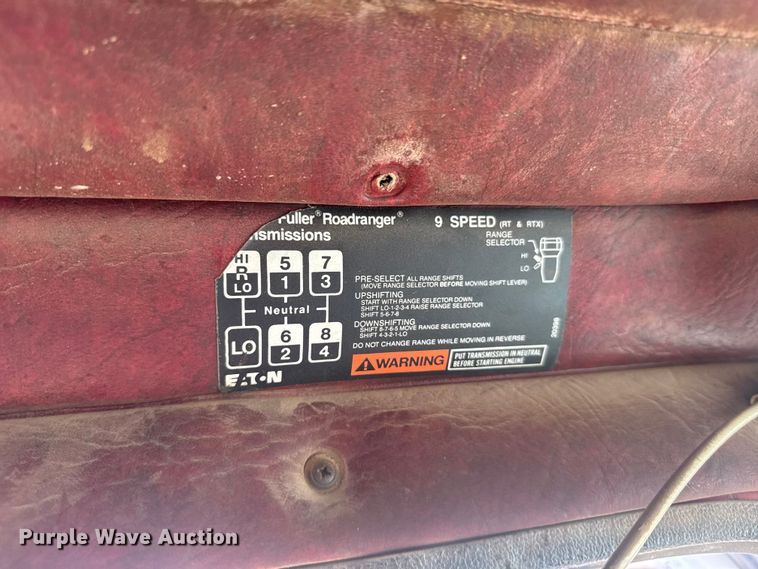 Fuller® Roadranger® 9 SPEED (RT & RTX)
RANGE
SELECTOR
HI
LO
HI
R
LO
5
1
7
3
Neutral
LO
6
2
8
4
EATON
PRE-SELECT ALL RANGE SHIFTS
(MOVE RANGE SELECTOR BEFORE MOVING SHIFT LEVER)
UPSHIFTING
START WITH RANGE SELECTOR DOWN
SHIFT LO-1-2-3-4 RAISE RANGE SELECTOR
SHIFT 5-6-7-8
DOWNSHIFTING
SHIFT 8-7-6-5 MOVE RANGE SELECTOR DOWN
SHIFT 4-3-2-1-LO
DO NOT CHANGE RANGE WHILE MOVING IN REVERSE
WARNING
PUT TRANSMISSION IN NEUTRAL
BEFORE STARTING ENGINE
Purple Wave Auction